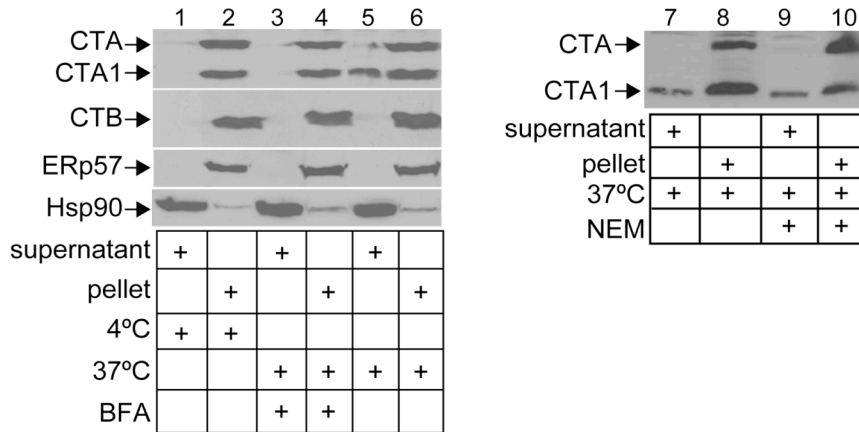 1 2 3 4 5 6
CTA
CTA1
CTB
ERp57
Hsp90
supernatant + + +
pellet + + +
4ºC + +
37ºC + + + +
BFA + +
7 8 9 10
CTA
CTA1
supernatant + +
pellet + +
37ºC + + + +
NEM + +